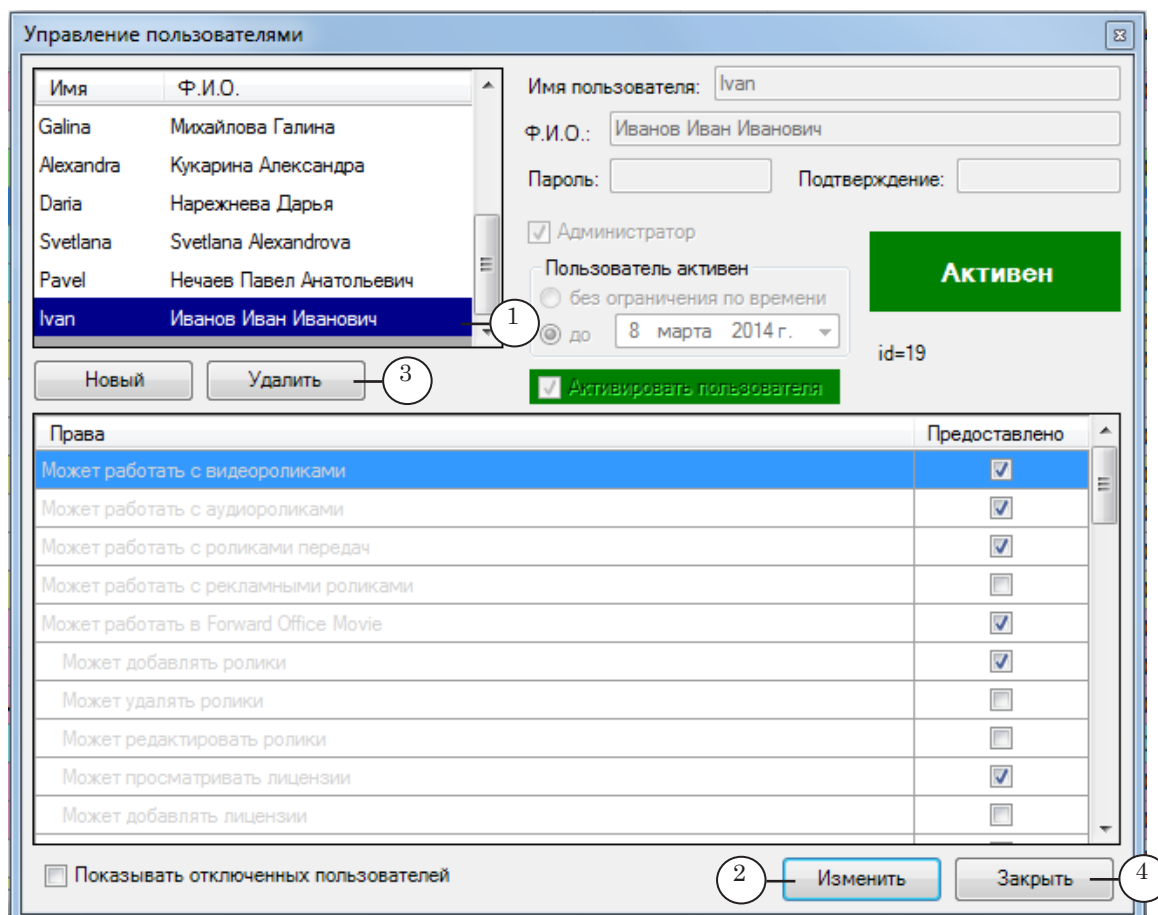 Управление пользователями
Имя Ф.И.О.
Galina Михайлова Галина
Alexandra Кукарина Александра
Daria Нарежнева Дарья
Svetlana Svetlana Alexandrova
Pavel Нечаев Павел Анатольевич
Ivan Иванов Иван Иванович
1
Новый Удалить 3
Имя пользователя: Ivan
Ф.И.О.: Иванов Иван Иванович
Пароль: Подтверждение:
Администратор
Пользователь активен
без ограничения по времени
до 8 марта 2014 г.
Активировать пользователя
Активен
id=19
Права Предоставлено
Может работать с видеороликами
Может работать с аудиороликами
Может работать с роликами передач
Может работать с рекламными роликами
Может работать в Forward Office Movie
Может добавлять ролики
Может удалять ролики
Может редактировать ролики
Может просматривать лицензии
Может добавлять лицензии
Показывать отключенных пользователей 2 Изменить Закрыть 4